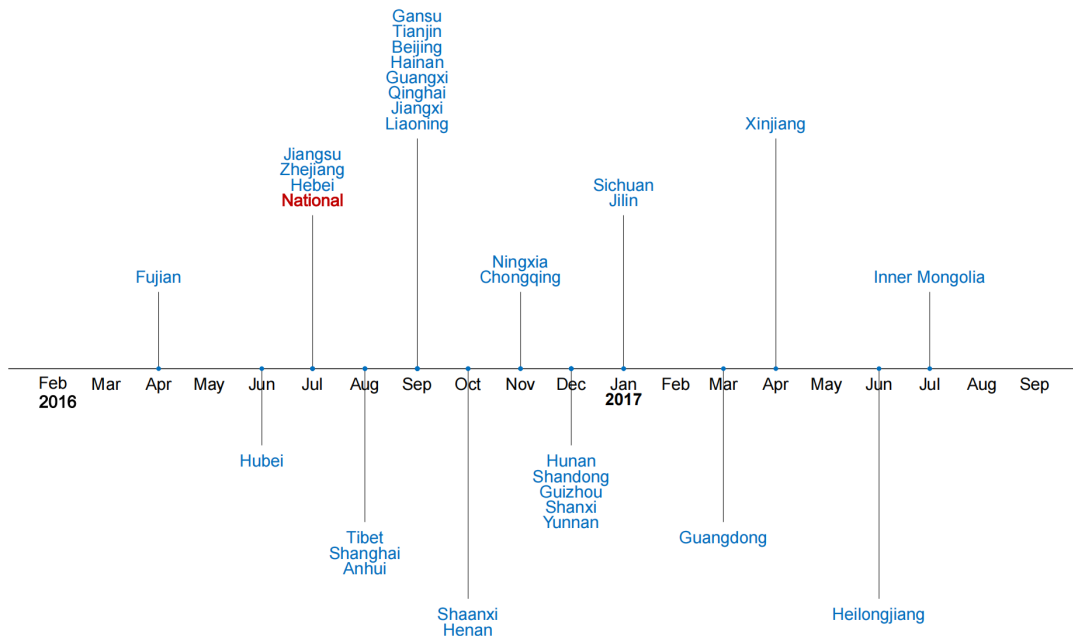 Gansu
Tianjin
Beijing
Hainan
Guangxi
Qinghai
Jiangxi
Liaoning
Xinjiang
Jiangsu
Zhejiang
Hebei
National
Sichuan
Jilin
Fujian
Ningxia
Chongqing
Inner Mongolia
Feb Mar Apr May Jun Jul Aug Sep Oct Nov Dec Jan Feb Mar Apr May Jun Jul Aug Sep
2016 2017
Hubei
Hunan
Shandong
Guizhou
Shanxi
Yunnan
Tibet
Shanghai
Anhui
Guangdong
Shaanxi
Henan
Heilongjiang